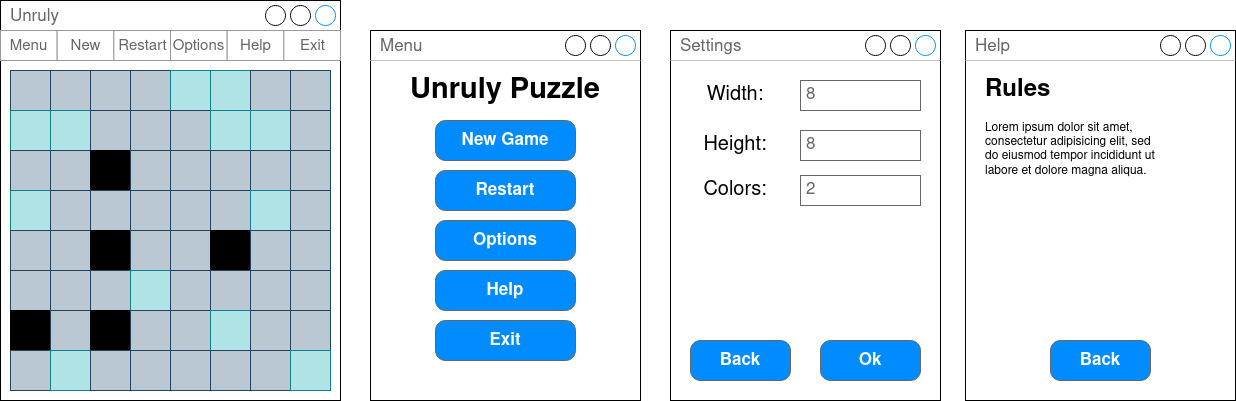 Unruly
Menu New Restart Options Help Exit
Menu
Unruly Puzzle
New Game
Restart
Options
Help
Exit
Settings
Width: 8
Height: 8
Colors: 2
Back Ok
Help
Rules
Lorem ipsum dolor sit amet,
consectetur adipisicing elit, sed
do eiusmod tempor incididunt ut
labore et dolore magna aliqua.
Back